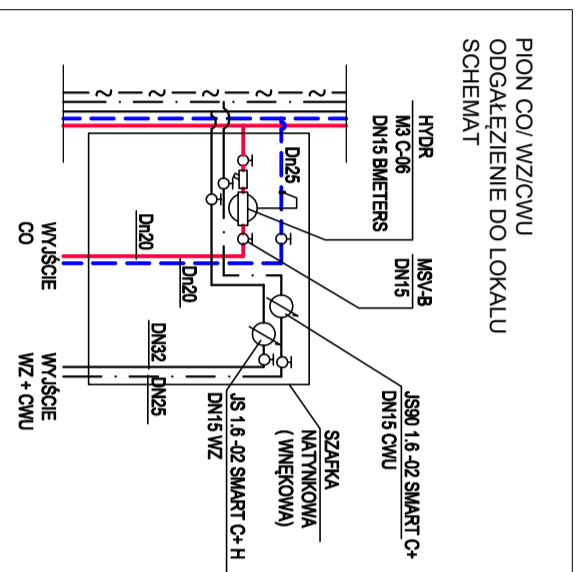 PION CO/ WZ/CWU
ODGAŁĘZIENIE DO LOKALU
SCHEMAT
HYDR
M3 C-06
DN15 BMETERS
MSV-B
DN15
JS90 1.6 -02 SMART C+
DN15 CWU
SZAFKA
NATYNKOWA
( WNĘKOWA)
JS 1.6 -02 SMART C+ H
DN15 WZ
Dn25
Dn20
Dn20
DN32
DN25
WYJŚCIE
CO
WYJŚCIE
WZ + CWU